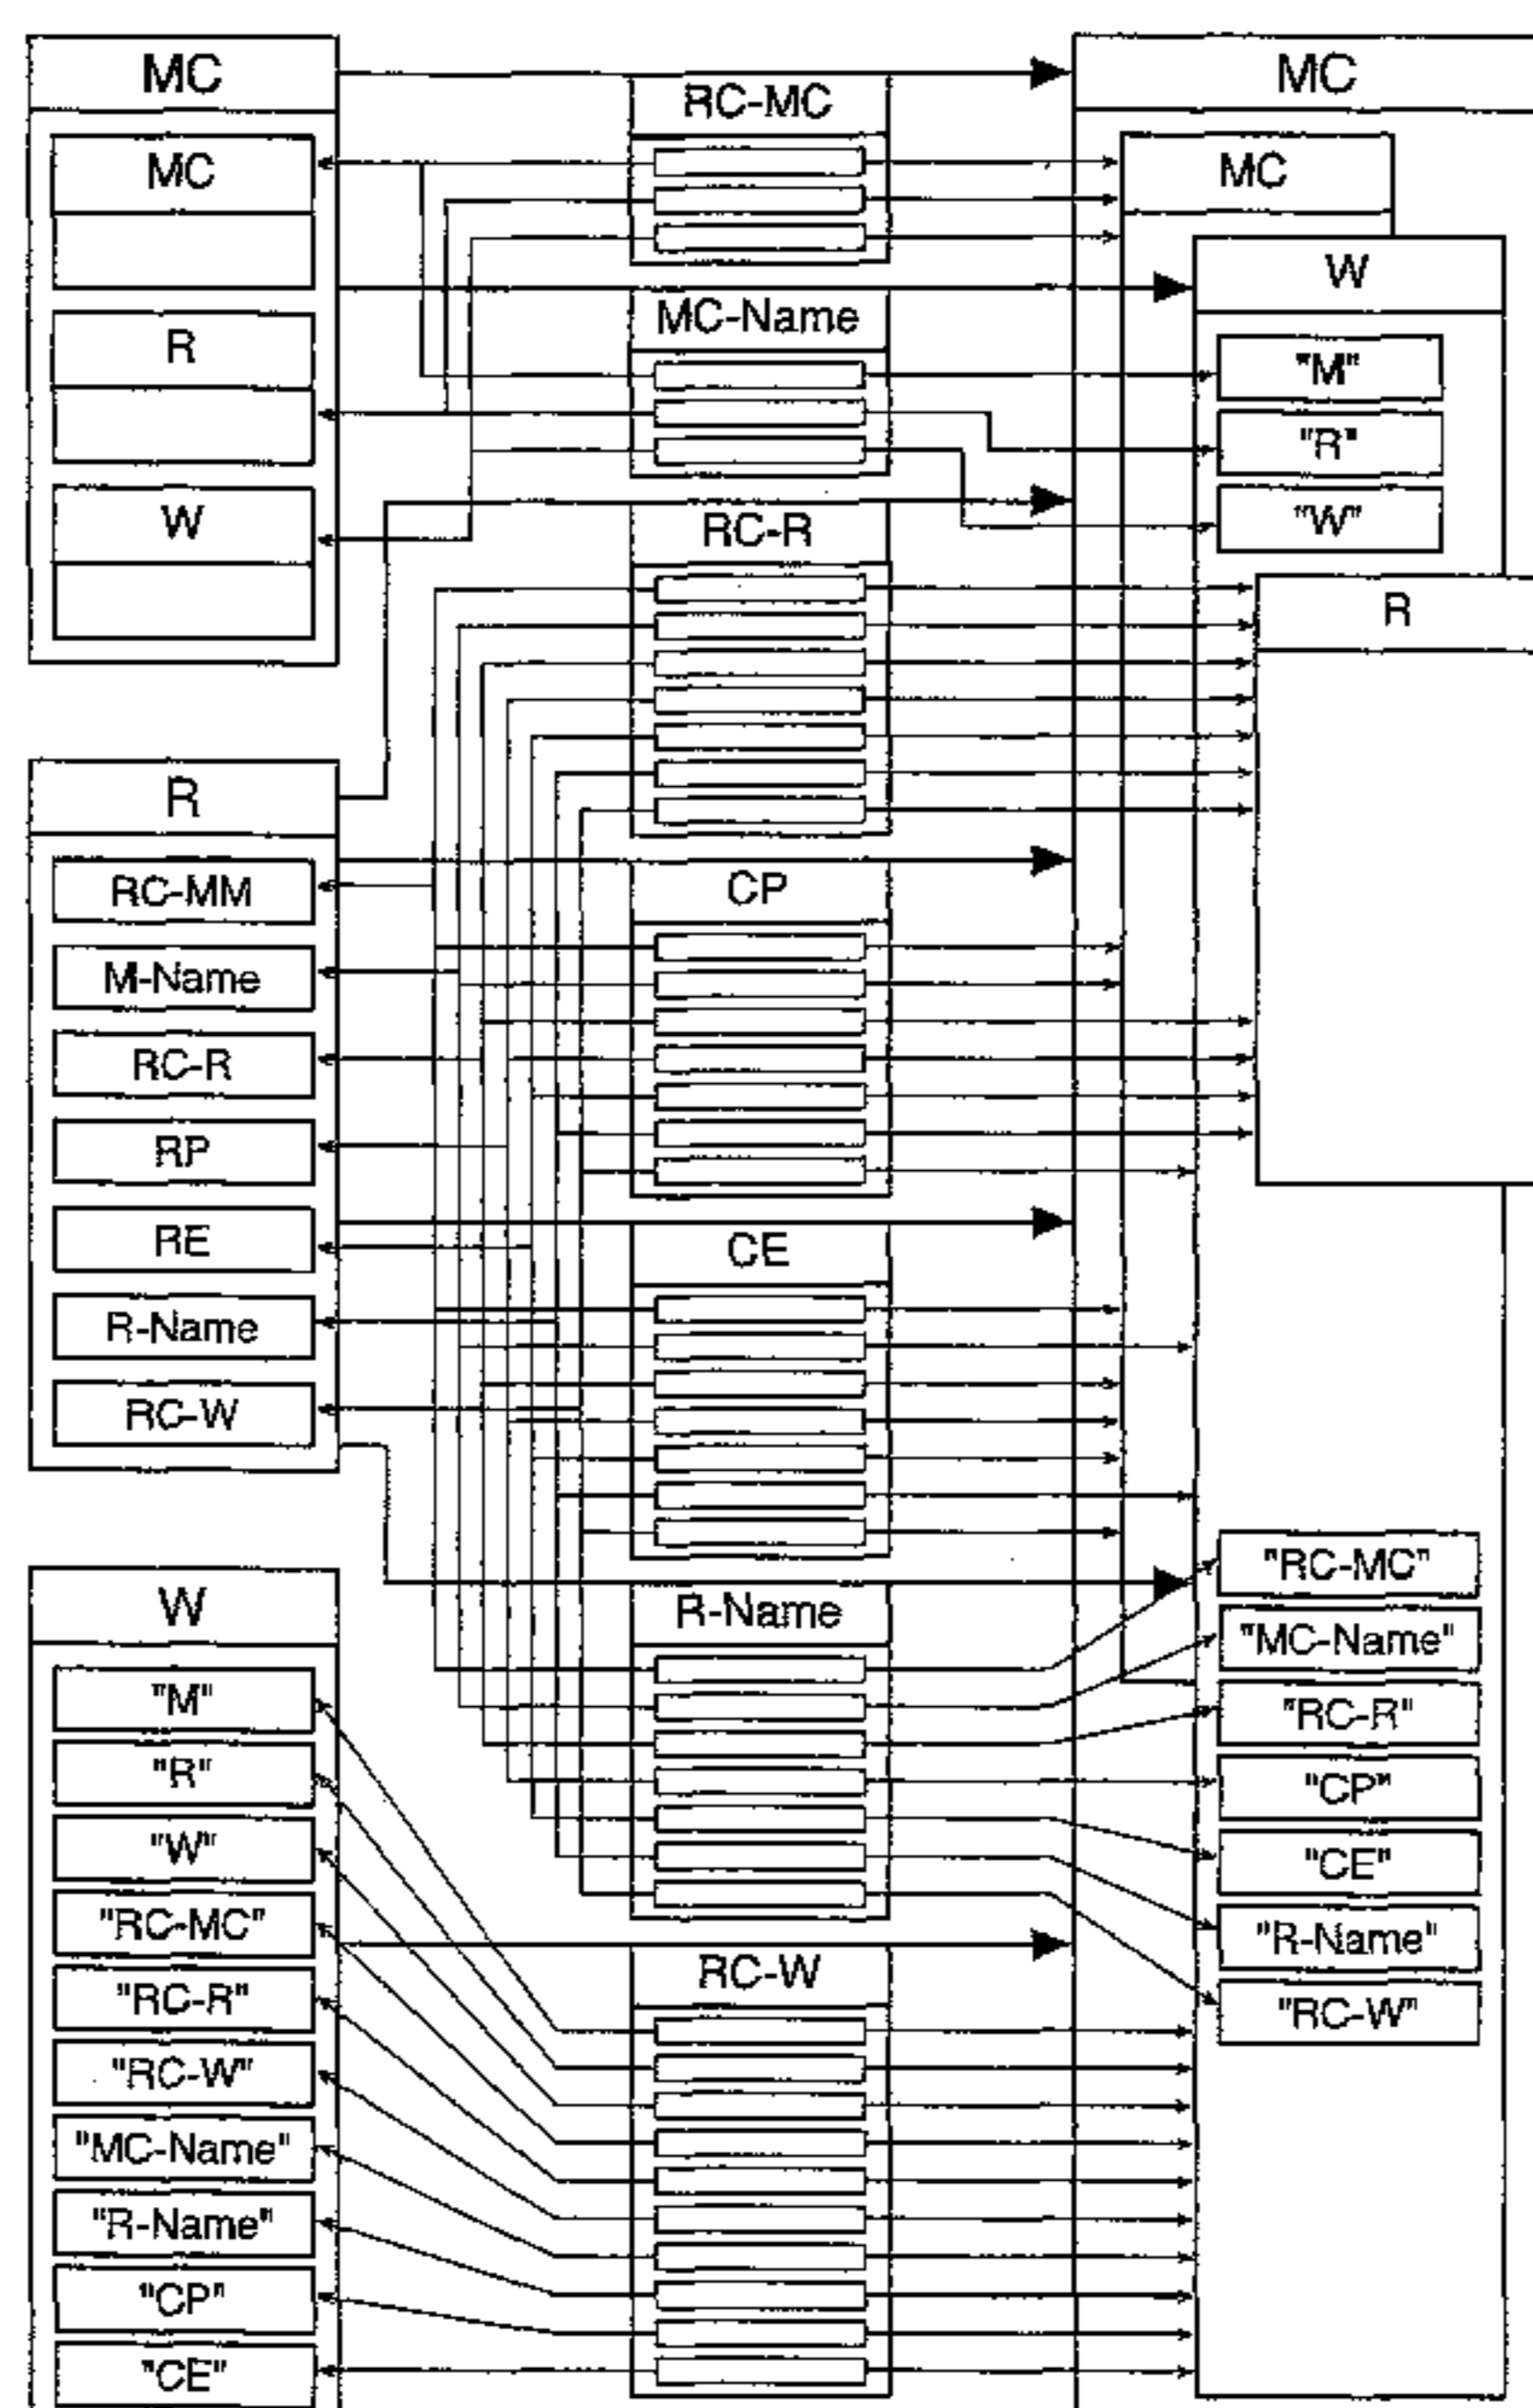 MC
MC
R
W
R
RC-MM
M-Name
RC-R
RP
RE
R-Name
RC-W
W
"M"
"R"
"W"
"RC-MC"
"RC-R"
"RC-W"
"MC-Name"
"R-Name"
"CP"
"CE"
RC-MC
MC-Name
RC-R
CP
CE
R-Name
RC-W
MC
MC
W
"M"
"R"
"W"
R
"RC-MC"
"MC-Name"
"RC-R"
"CP"
"CE"
"R-Name"
"RC-W"